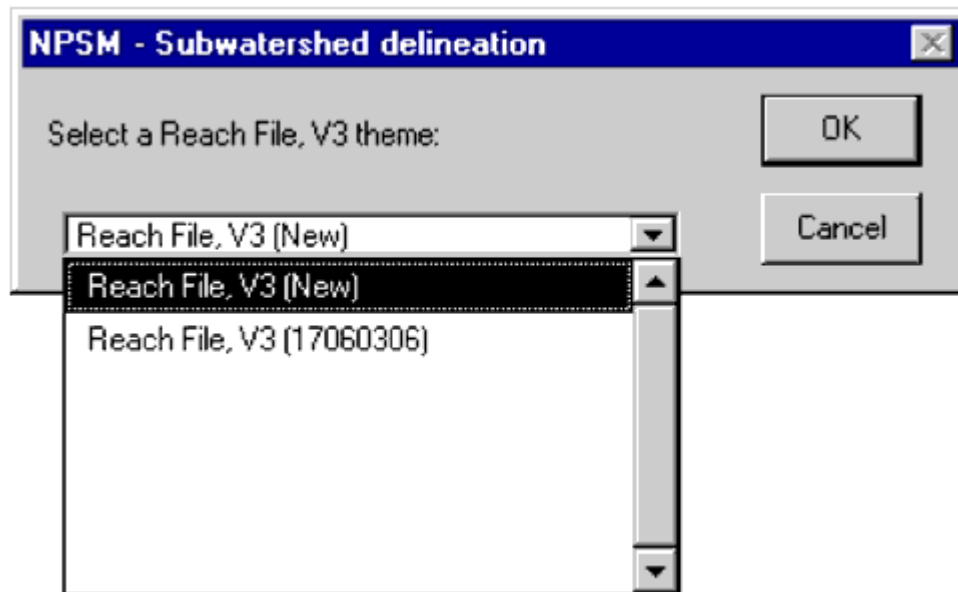 NPSM - Subwatershed delineation
Select a Reach File, V3 theme:
OK
Reach File, V3 (New)
Cancel
Reach File, V3 (New)
Reach File, V3 (17060306)